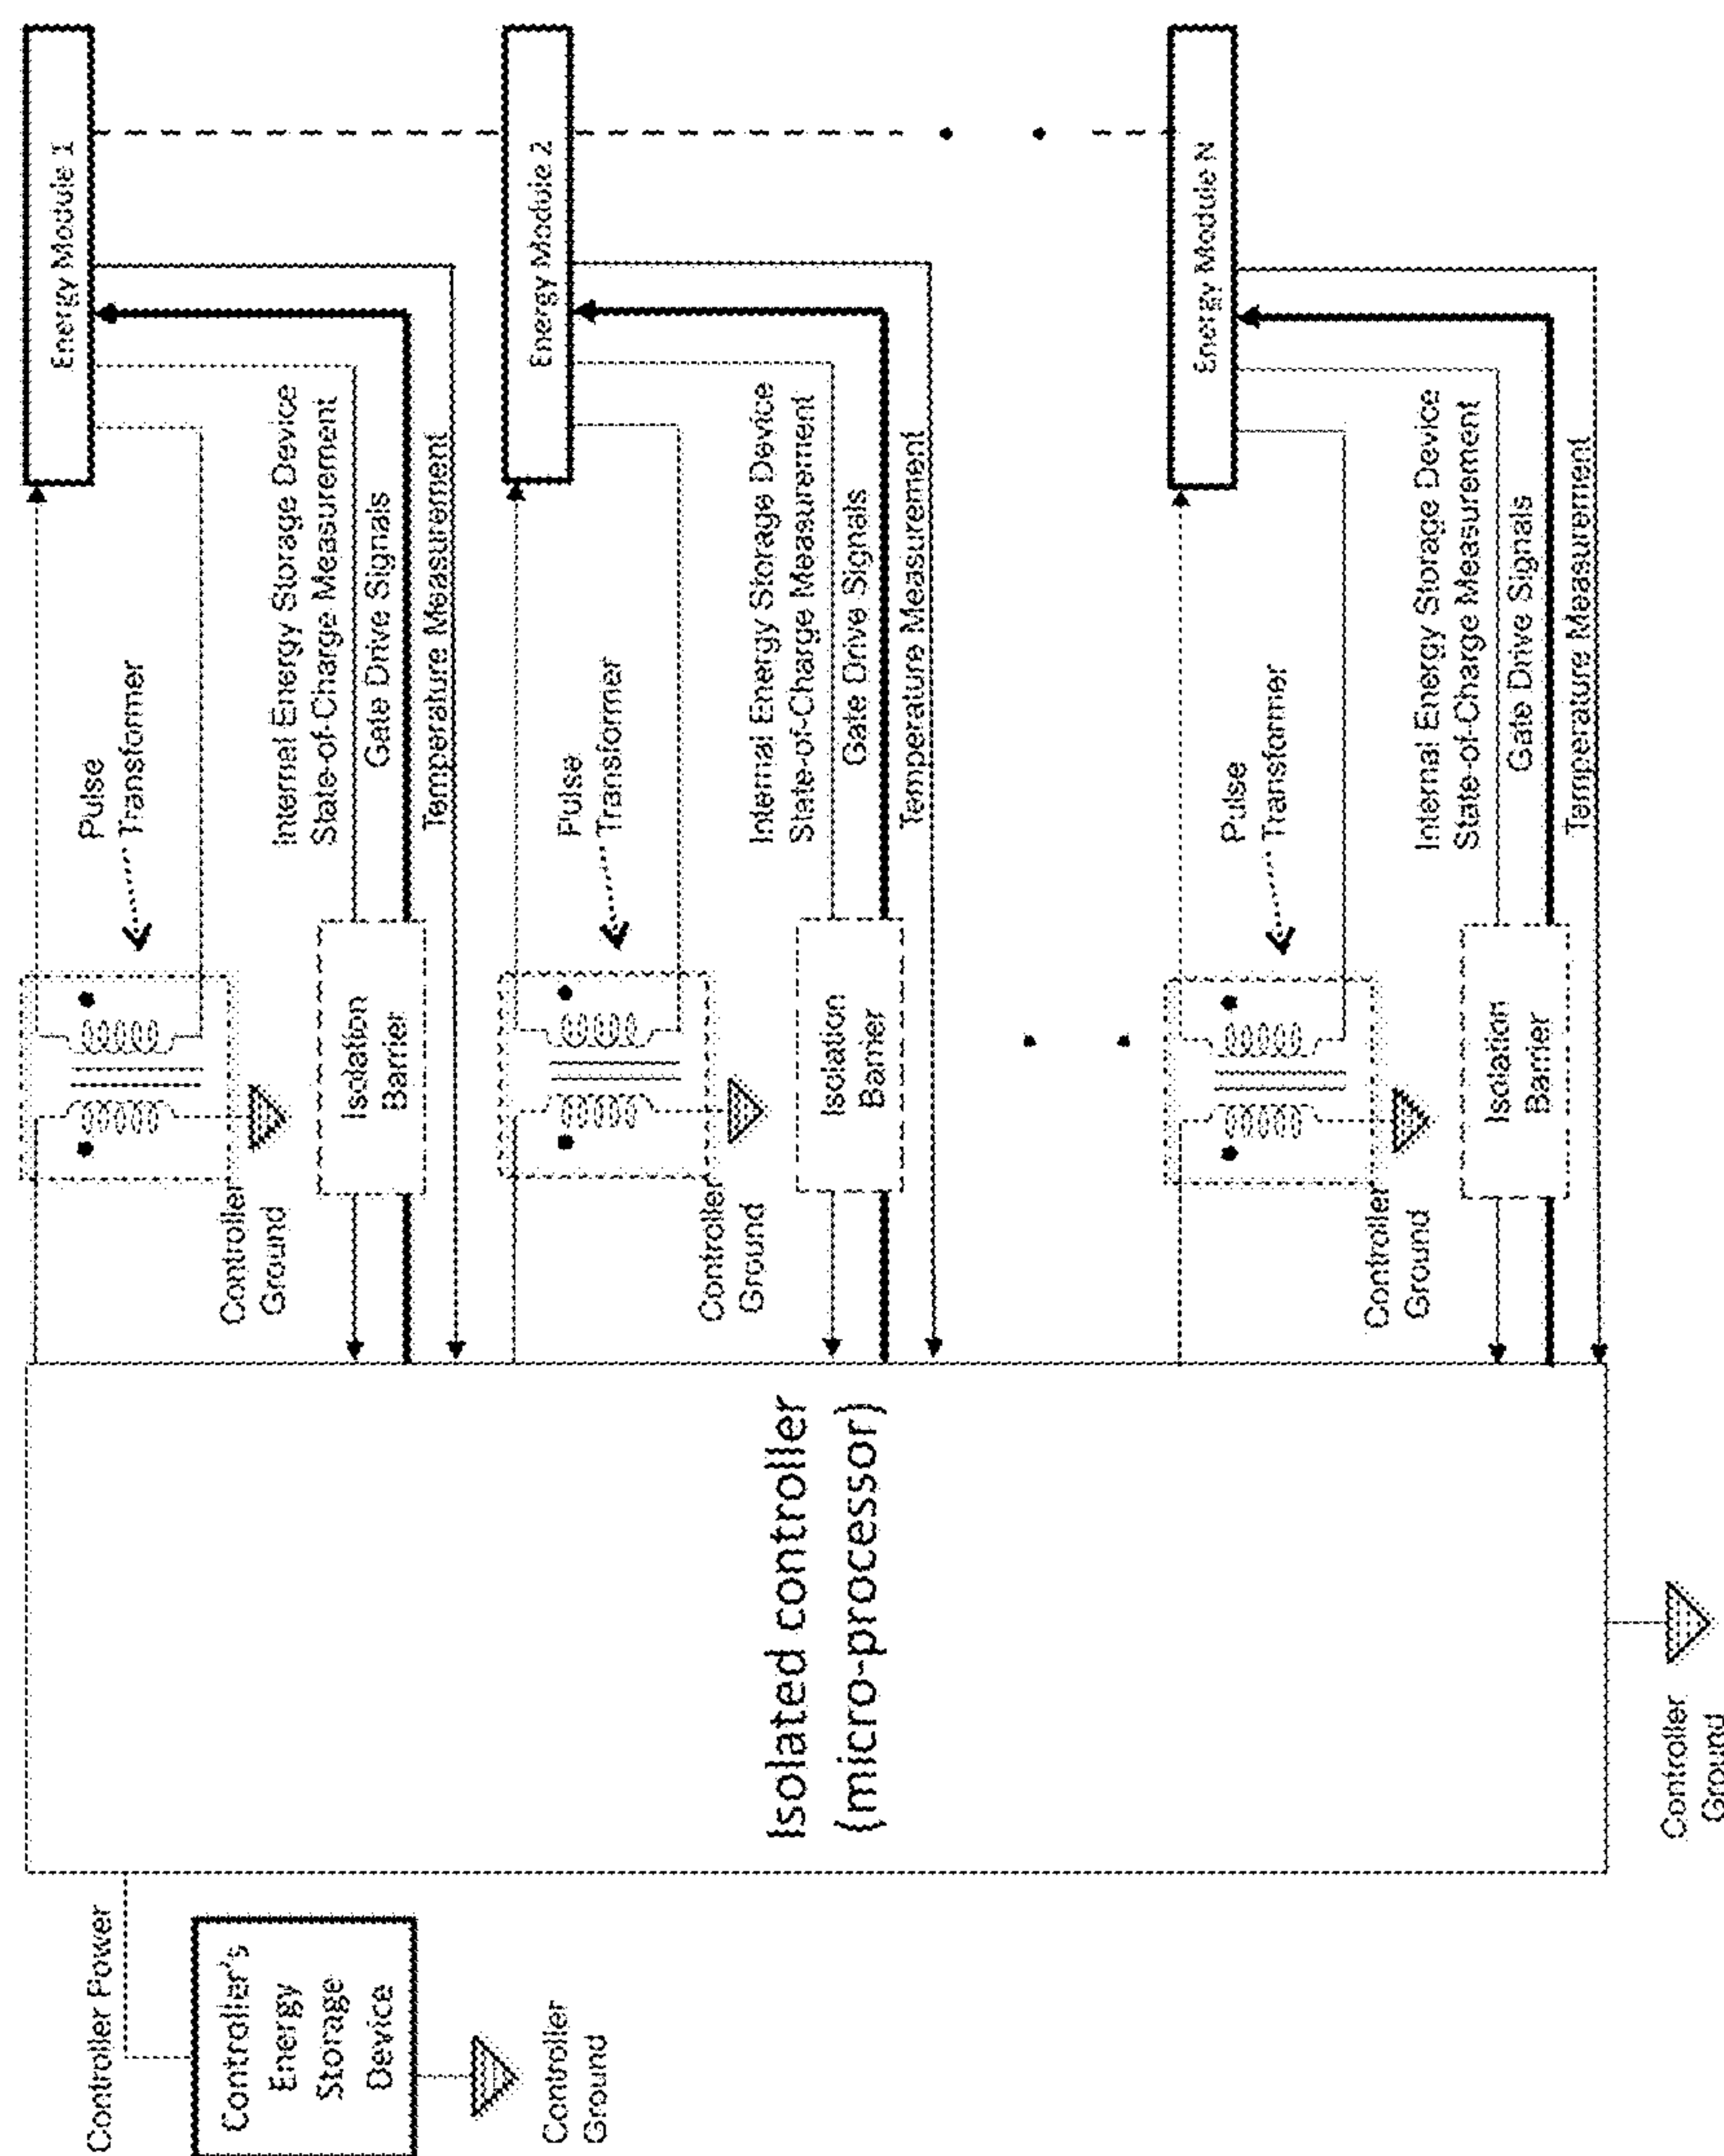 Controller Power
Controller's
Energy
Storage
Device
Controller
Ground
Isolated controller
(micro-processor)
Controller
Ground
Energy Module 1
Pulse
Transformer
Internal Energy Storage Device
State-of-Charge Measurement
Gate Drive Signals
Temperature Measurement
Isolation
Barrier
Controller
Ground
Energy Module 2
Pulse
Transformer
Internal Energy Storage Device
State-of-Charge Measurement
Gate Drive Signals
Temperature Measurement
Isolation
Barrier
Controller
Ground
Energy Module N
Pulse
Transformer
Internal Energy Storage Device
State-of-Charge Measurement
Gate Drive Signals
Temperature Measurement
Isolation
Barrier
Controller
Ground